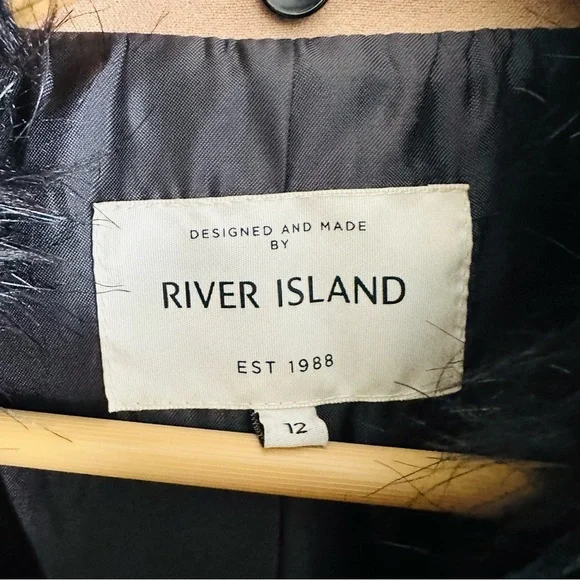 DESIGNED AND MADE
BY
RIVER ISLAND
EST 1988
12